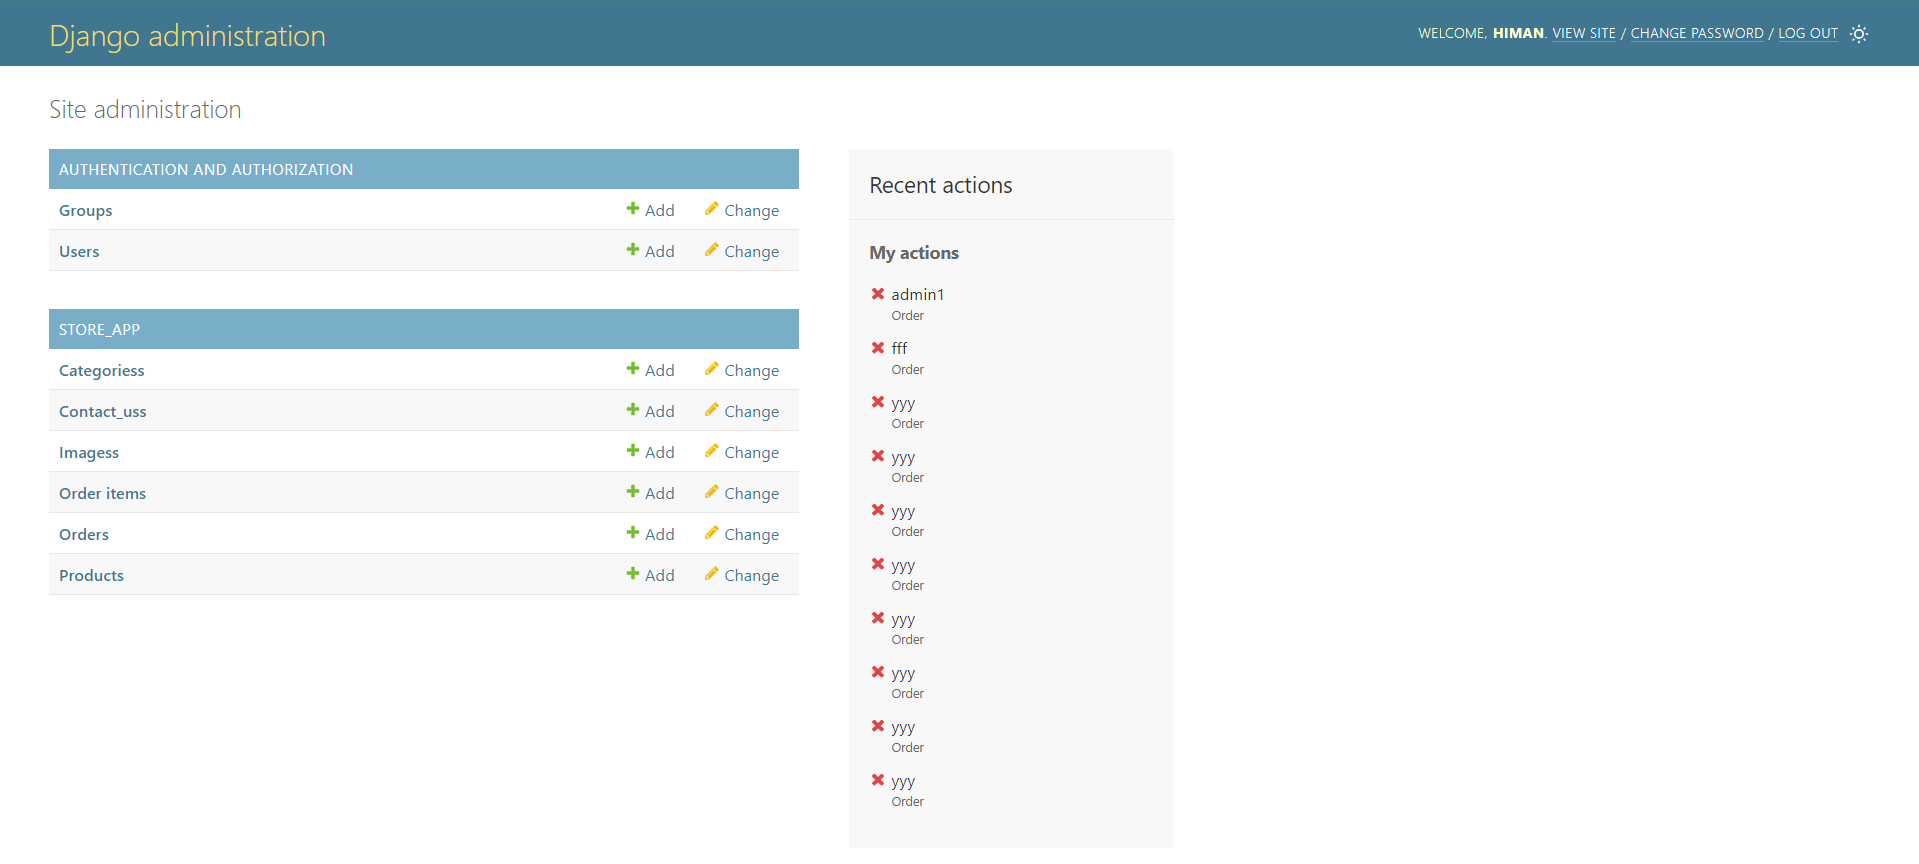 Django administration
WELCOME, HIMAN. VIEW SITE / CHANGE PASSWORD / LOG OUT
Site administration
AUTHENTICATION AND AUTHORIZATION
Groups Add Change
Users Add Change
STORE_APP
Categoriess Add Change
Contact_uss Add Change
Imagess Add Change
Order items Add Change
Orders Add Change
Products Add Change
Recent actions
My actions
admin1
Order
fff
Order
yyy
Order
yyy
Order
yyy
Order
yyy
Order
yyy
Order
yyy
Order
yyy
Order
yyy
Order